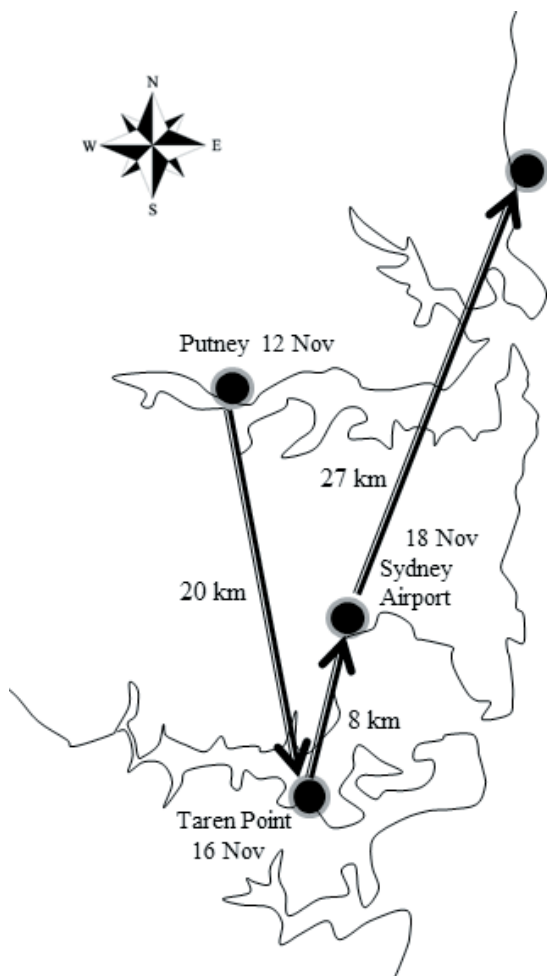 N
W E
S
Putney 12 Nov
27 km
18 Nov
Sydney
Airport
20 km
8 km
Taren Point
16 Nov